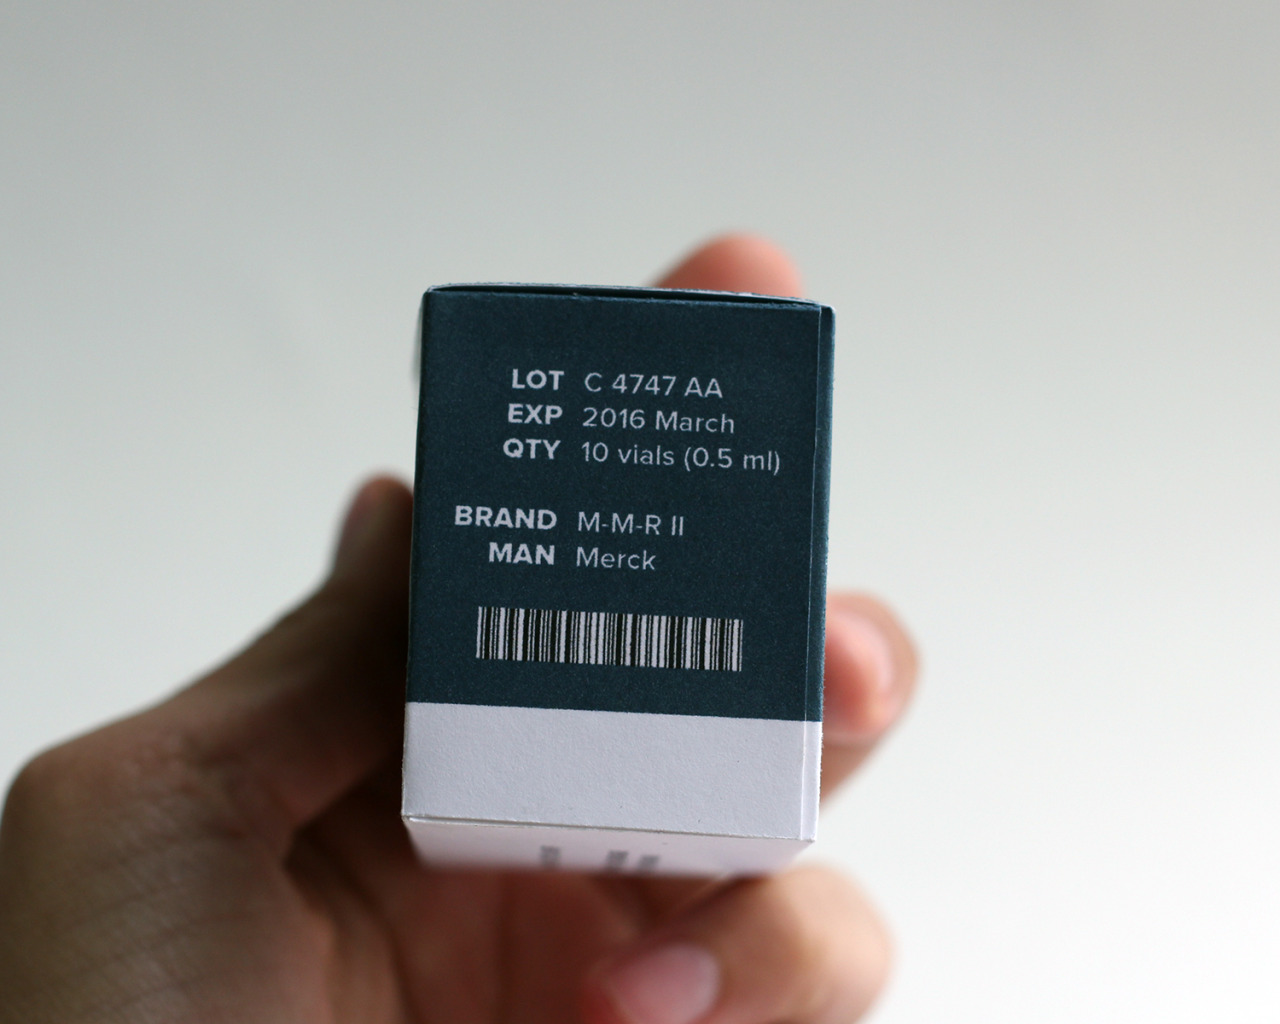 LOT C 4747 AA
EXP 2016 March
QTY 10 vials (0.5 ml)
BRAND M-M-R II
MAN Merck